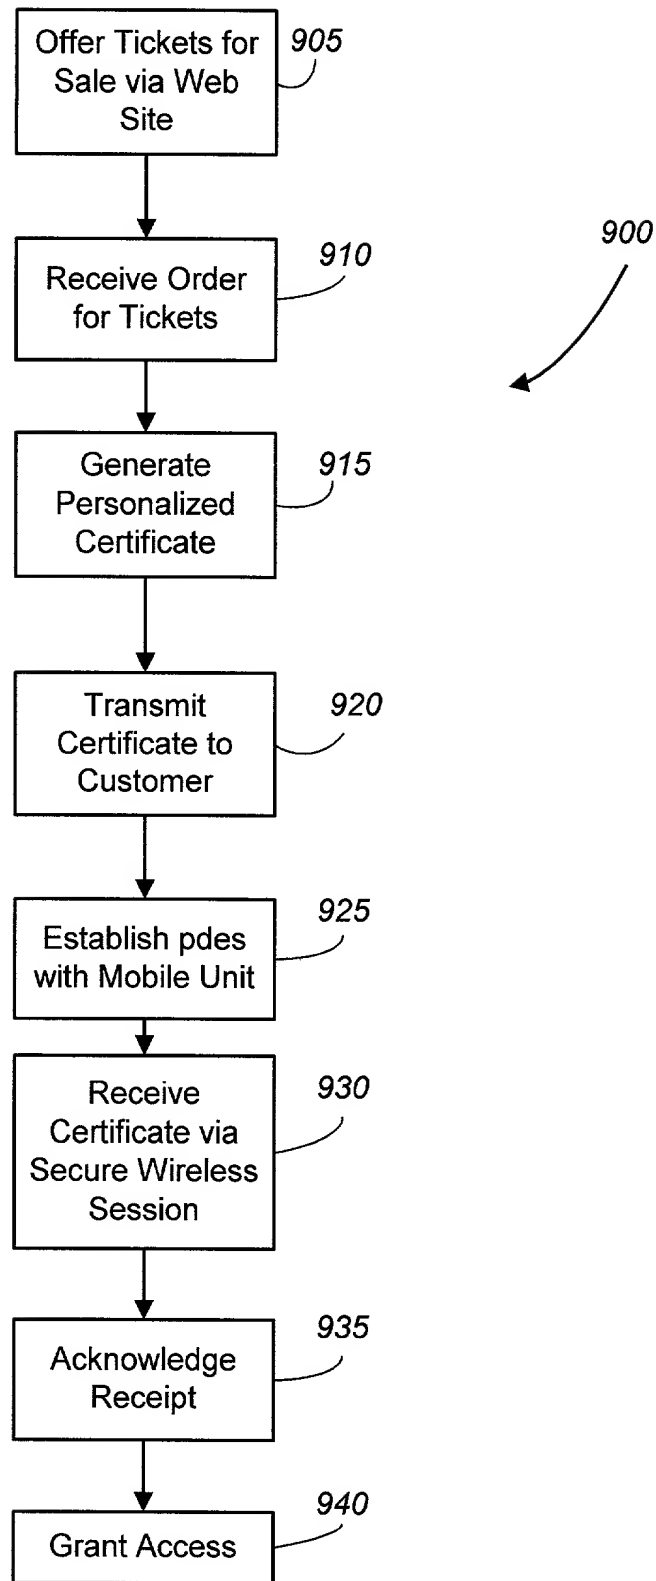 Offer Tickets for
Sale via Web
Site
905
900
Receive Order
for Tickets
910
Generate
Personalized
Certificate
915
Transmit
Certificate to
Customer
920
Establish pdes
with Mobile Unit
925
Receive
Certificate via
Secure Wireless
Session
930
Acknowledge
Receipt
935
Grant Access
940